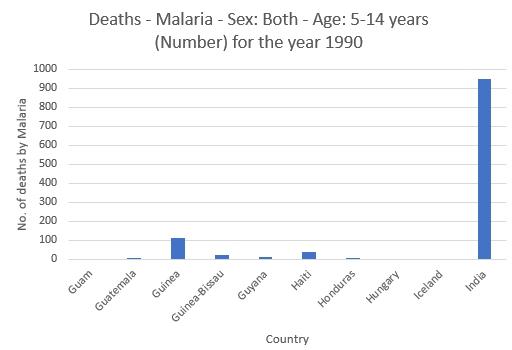 Deaths - Malaria - Sex: Both - Age: 5-14 years
(Number) for the year 1990
No. of deaths by Malaria
1000
900
800
700
600
500
400
300
200
100
0
Guam
Guatemala
Guinea
Guinea-Bissau
Guyana
Haiti
Honduras
Hungary
Iceland
India
Country